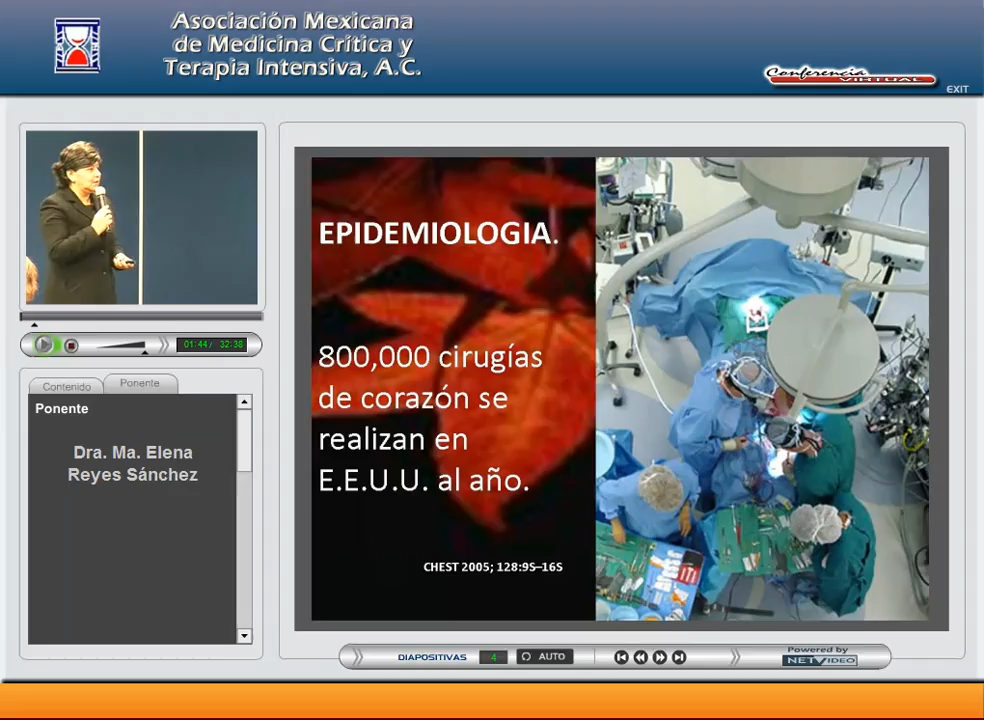 Asociación Mexicana
de Medicina Crítica y
Terapia Intensiva, A.C.
Conferencia
VIRTUAL
EXIT
01:44 / 32:38
Contenido
Ponente
Ponente
Dra. Ma. Elena
Reyes Sánchez
EPIDEMIOLOGIA.
800,000 cirugías
de corazón se
realizan en
E.E.U.U. al año.
CHEST 2005; 128:9S–16S
DIAPOSITIVAS
4
AUTO
Powered by
NETVIDEO